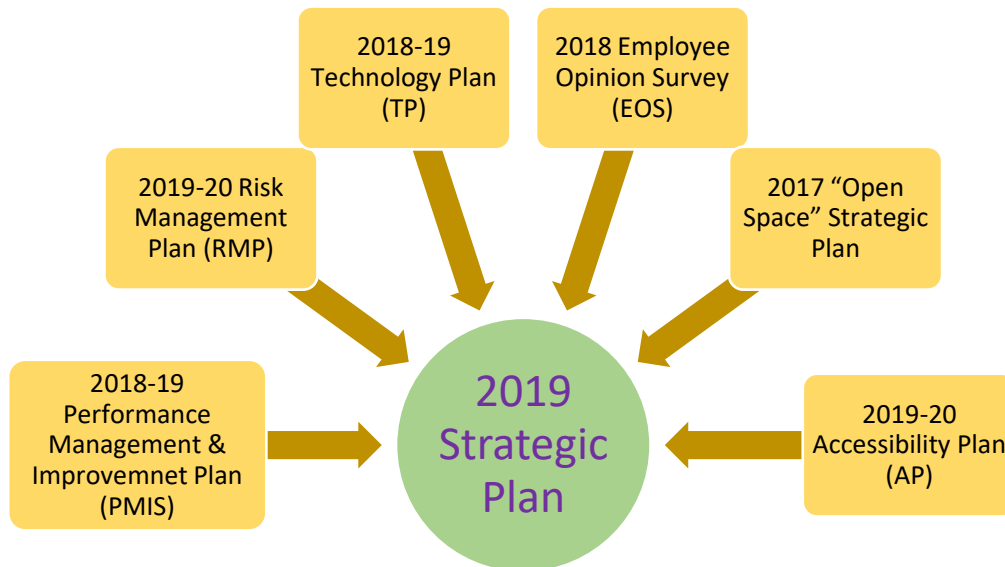 2018-19
Technology Plan
(TP)
2018 Employee
Opinion Survey
(EOS)
2019-20 Risk
Management
Plan (RMP)
2017 “Open
Space” Strategic
Plan
2018-19
Performance
Management &
Improvemnet Plan
(PMIS)
2019
Strategic
Plan
2019-20
Accessibility Plan
(AP)